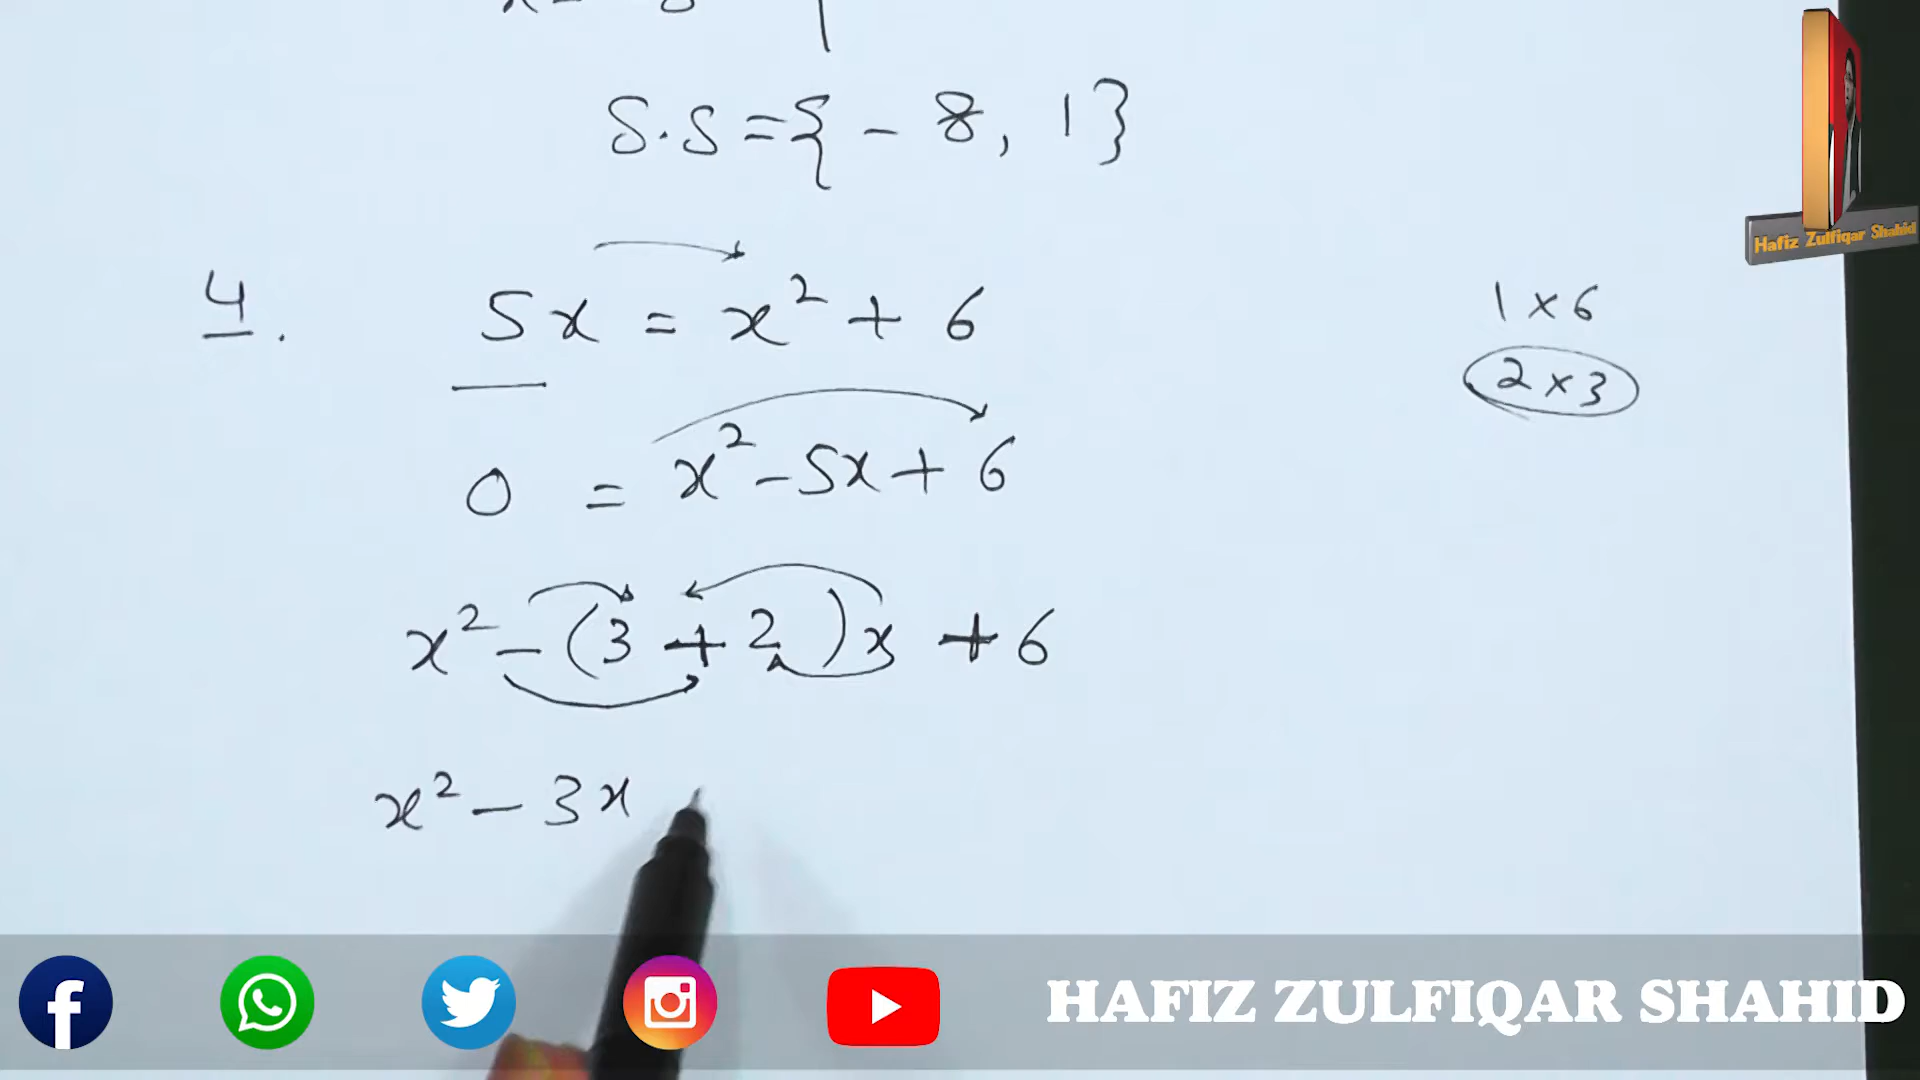 S.S = { - 8, 1 }
Hafiz Zulfiqar Shahid
4. 5x = x² + 6
1 x 6
2 x 3
0 = x² - 5x + 6
x² - (3 + 2)x + 6
x² - 3x
HAFIZ ZULFIQAR SHAHID